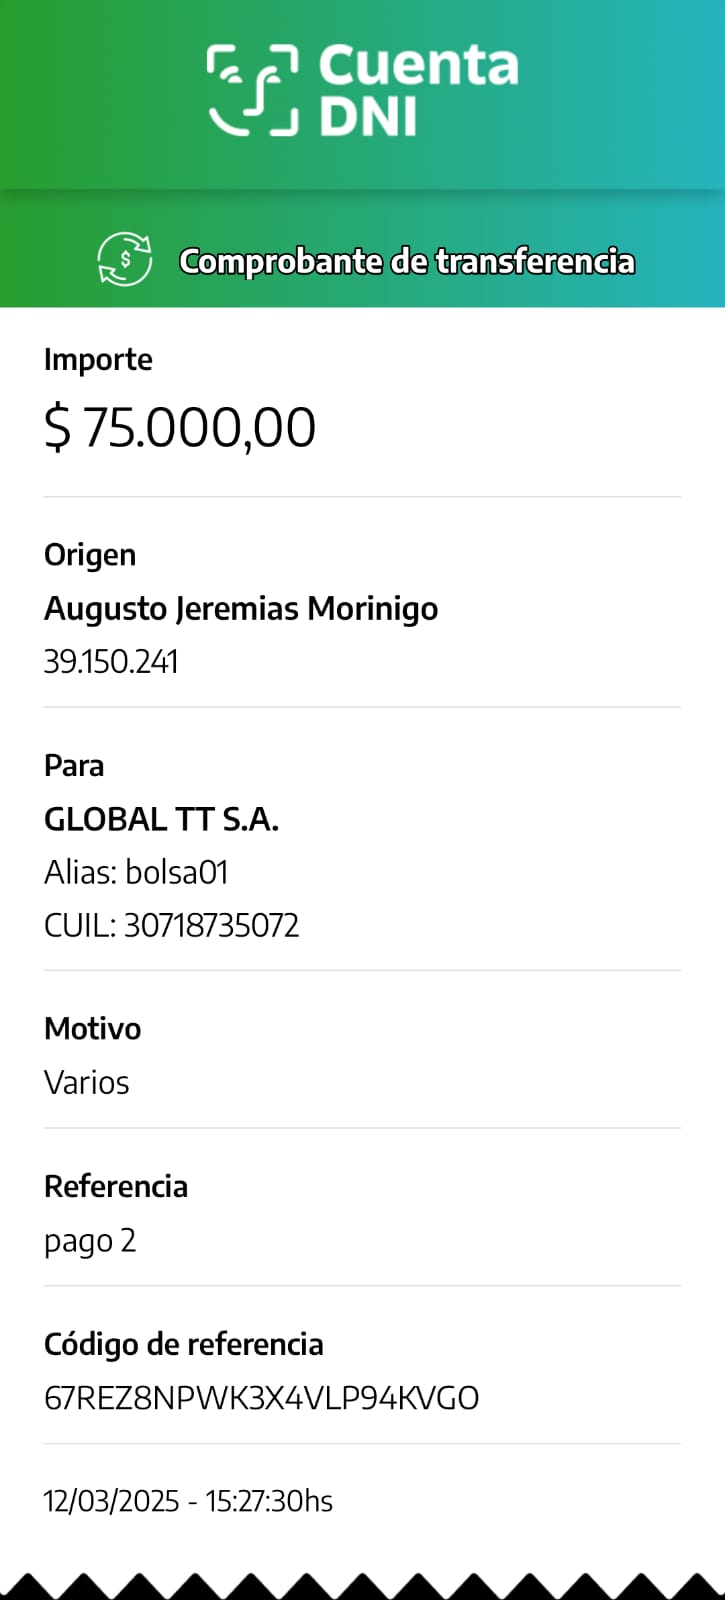 Cuenta
DNI
$
Comprobante de transferencia
Importe
$ 75.000,00
Origen
Augusto Jeremias Morinigo
39.150.241
Para
GLOBAL TT S.A.
Alias: bolsa01
CUIL: 30718735072
Motivo
Varios
Referencia
pago 2
Código de referencia
67REZ8NPWK3X4VLP94KVGO
12/03/2025 - 15:27:30hs